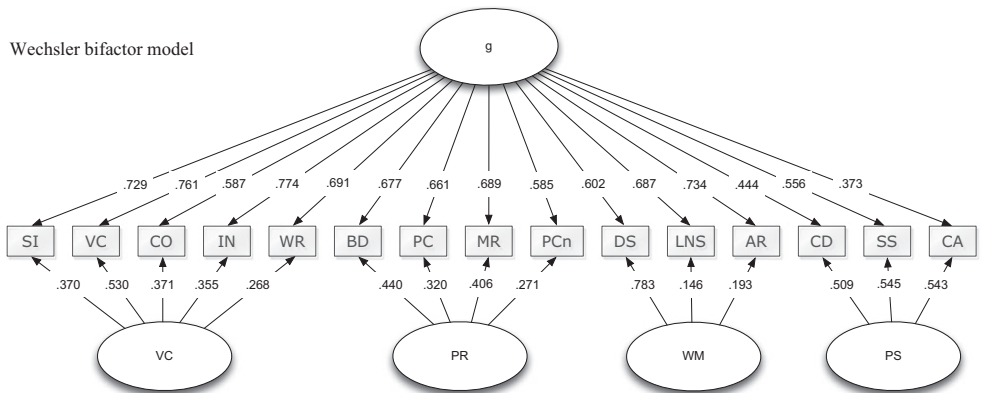 g
Wechsler bifactor model
.729 .761 .587 .774 .691 .677 .661 .689 .585 .602 .687 .734 .444 .556 .373
SI VC CO IN WR BD PC MR PCn DS LNS AR CD SS CA
.370 .530 .371 .355 .268 .440 .320 .406 .271 .783 .146 .193 .509 .545 .543
VC PR WM PS